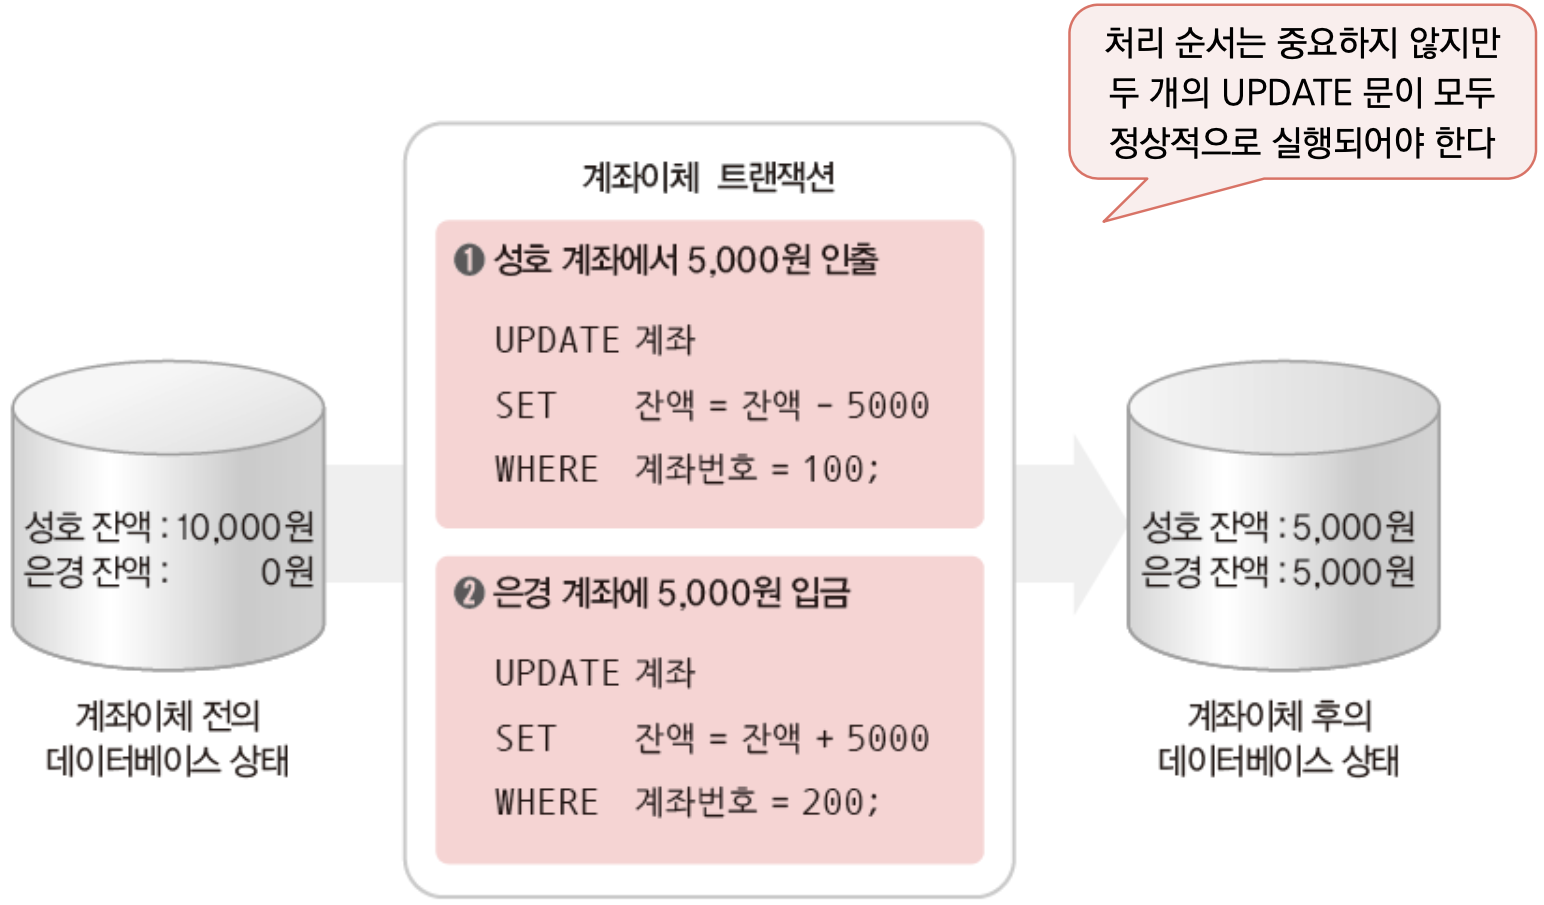 처리 순서는 중요하지 않지만
두 개의 UPDATE 문이 모두
정상적으로 실행되어야 한다
계좌이체 트랜잭션
❶ 성호 계좌에서 5,000원 인출
UPDATE 계좌
SET 잔액 = 잔액 - 5000
WHERE 계좌번호 = 100;
❷ 은경 계좌에 5,000원 입금
UPDATE 계좌
SET 잔액 = 잔액 + 5000
WHERE 계좌번호 = 200;
성호 잔액 : 10,000원
은경 잔액 : 0원
계좌이체 전의
데이터베이스 상태
성호 잔액 : 5,000원
은경 잔액 : 5,000원
계좌이체 후의
데이터베이스 상태